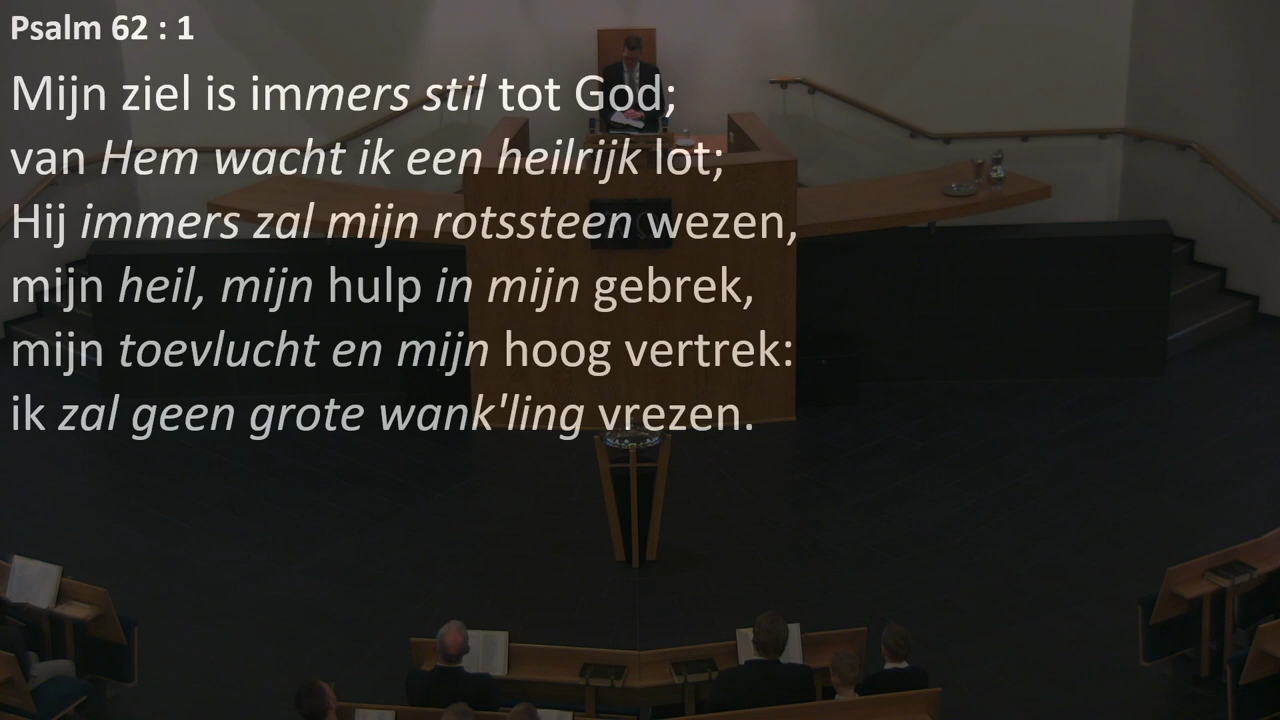 Psalm 62 : 1
Mijn ziel is immers stil tot God;
van Hem wacht ik een heilrijk lot;
Hij immers zal mijn rotssteen wezen,
mijn heil, mijn hulp in mijn gebrek,
mijn toevlucht en mijn hoog vertrek:
ik zal geen grote wank'ling vrezen.